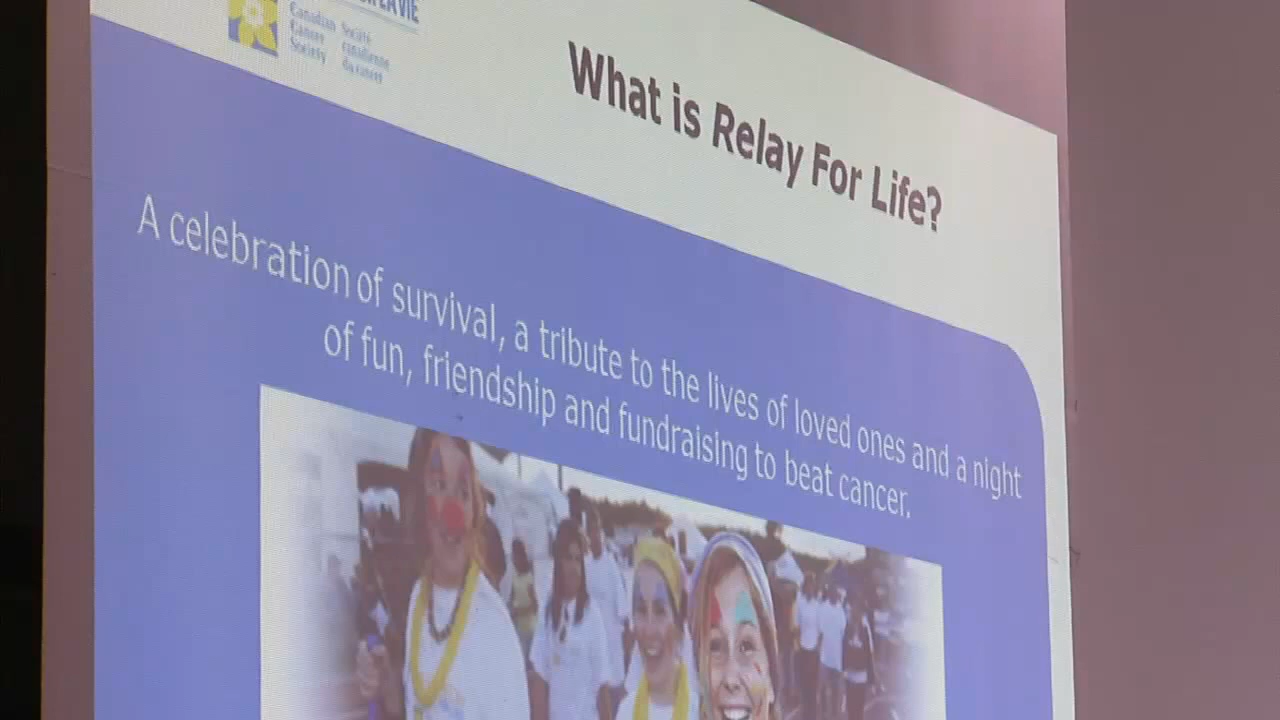 Canadian Société
Cancer Canadienne
Society du cancer
What is Relay For Life?
A celebration of survival, a tribute to the lives of loved ones and a night
of fun, friendship and fundraising to beat cancer.